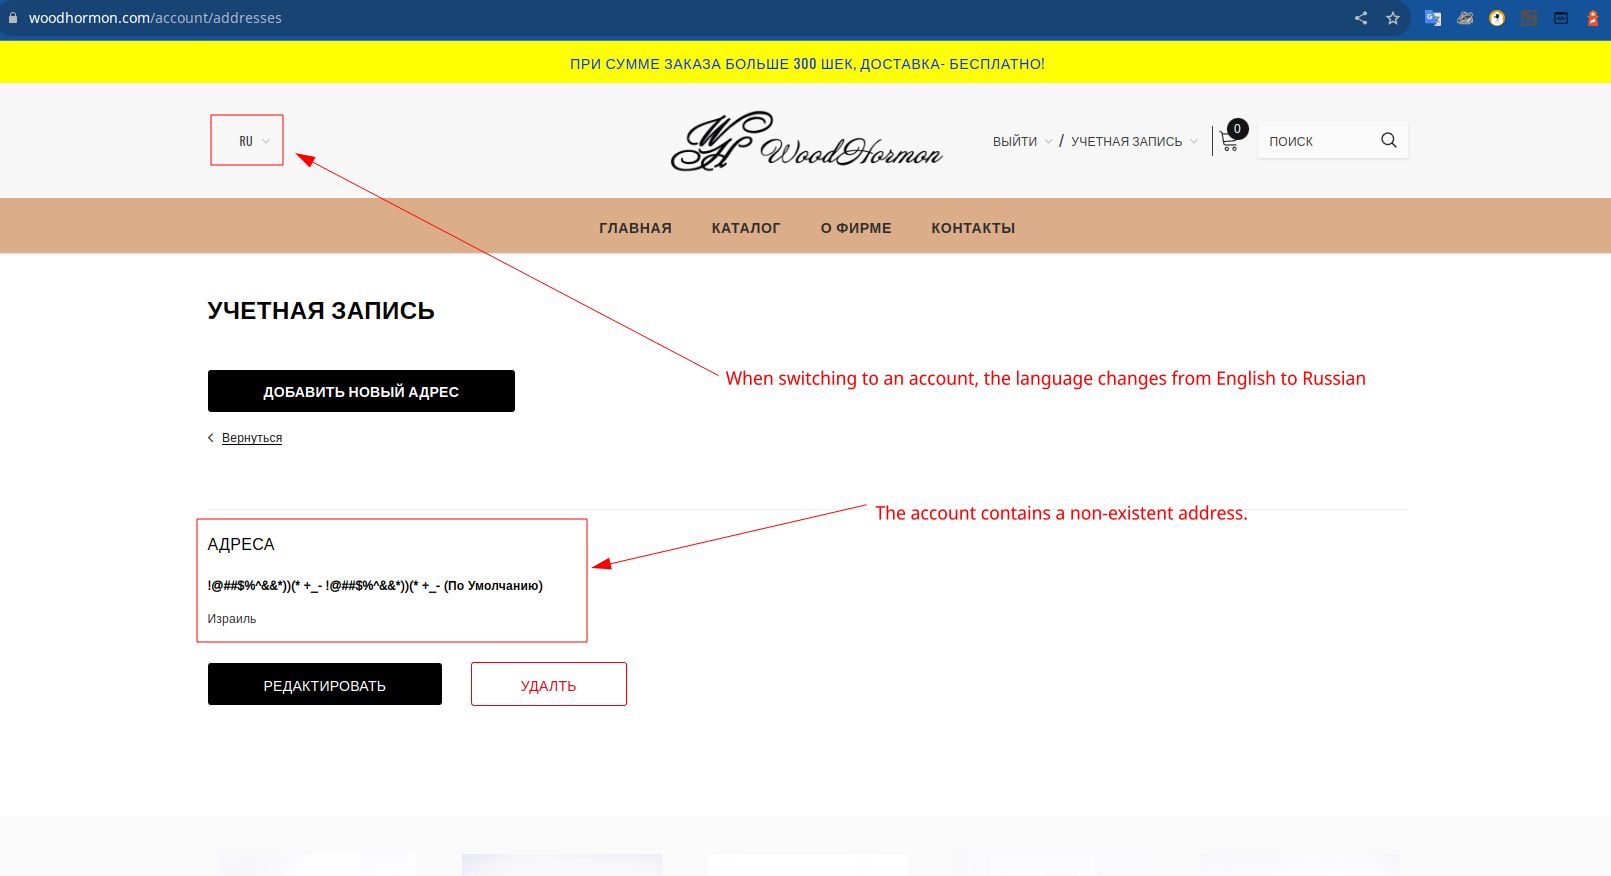 woodhormon.com/account/addresses
ПРИ СУММЕ ЗАКАЗА БОЛЬШЕ 300 ШЕК, ДОСТАВКА- БЕСПЛАТНО!
RU
WH WoodHormon
ВЫЙТИ / УЧЕТНАЯ ЗАПИСЬ
0
ПОИСК
ГЛАВНАЯ КАТАЛОГ О ФИРМЕ КОНТАКТЫ
УЧЕТНАЯ ЗАПИСЬ
When switching to an account, the language changes from English to Russian
ДОБАВИТЬ НОВЫЙ АДРЕС
Вернуться
The account contains a non-existent address.
АДРЕСА
!@##$%^&&*))(* +_- !@##$%^&&*))(* +_- (По Умолчанию)
Израиль
РЕДАКТИРОВАТЬ УДАЛТЬ